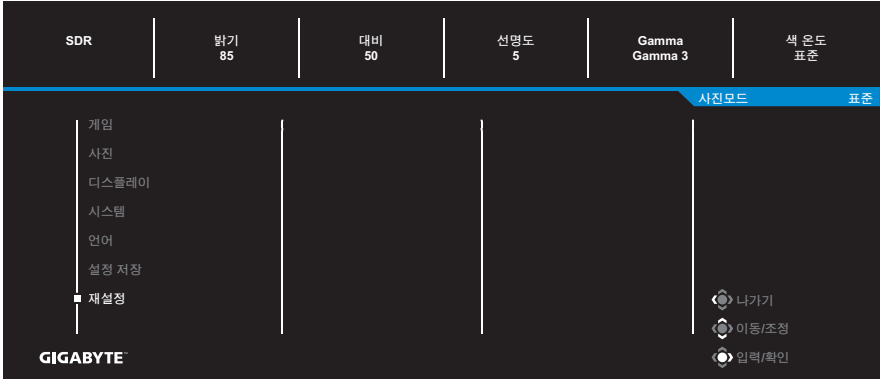 SDR
밝기
85
대비
50
선명도
5
Gamma
Gamma 3
색 온도
표준
사진모드 표준
게임
사진
디스플레이
시스템
언어
설정 저장
재설정
나가기
이동/조정
입력/확인
GIGABYTE™